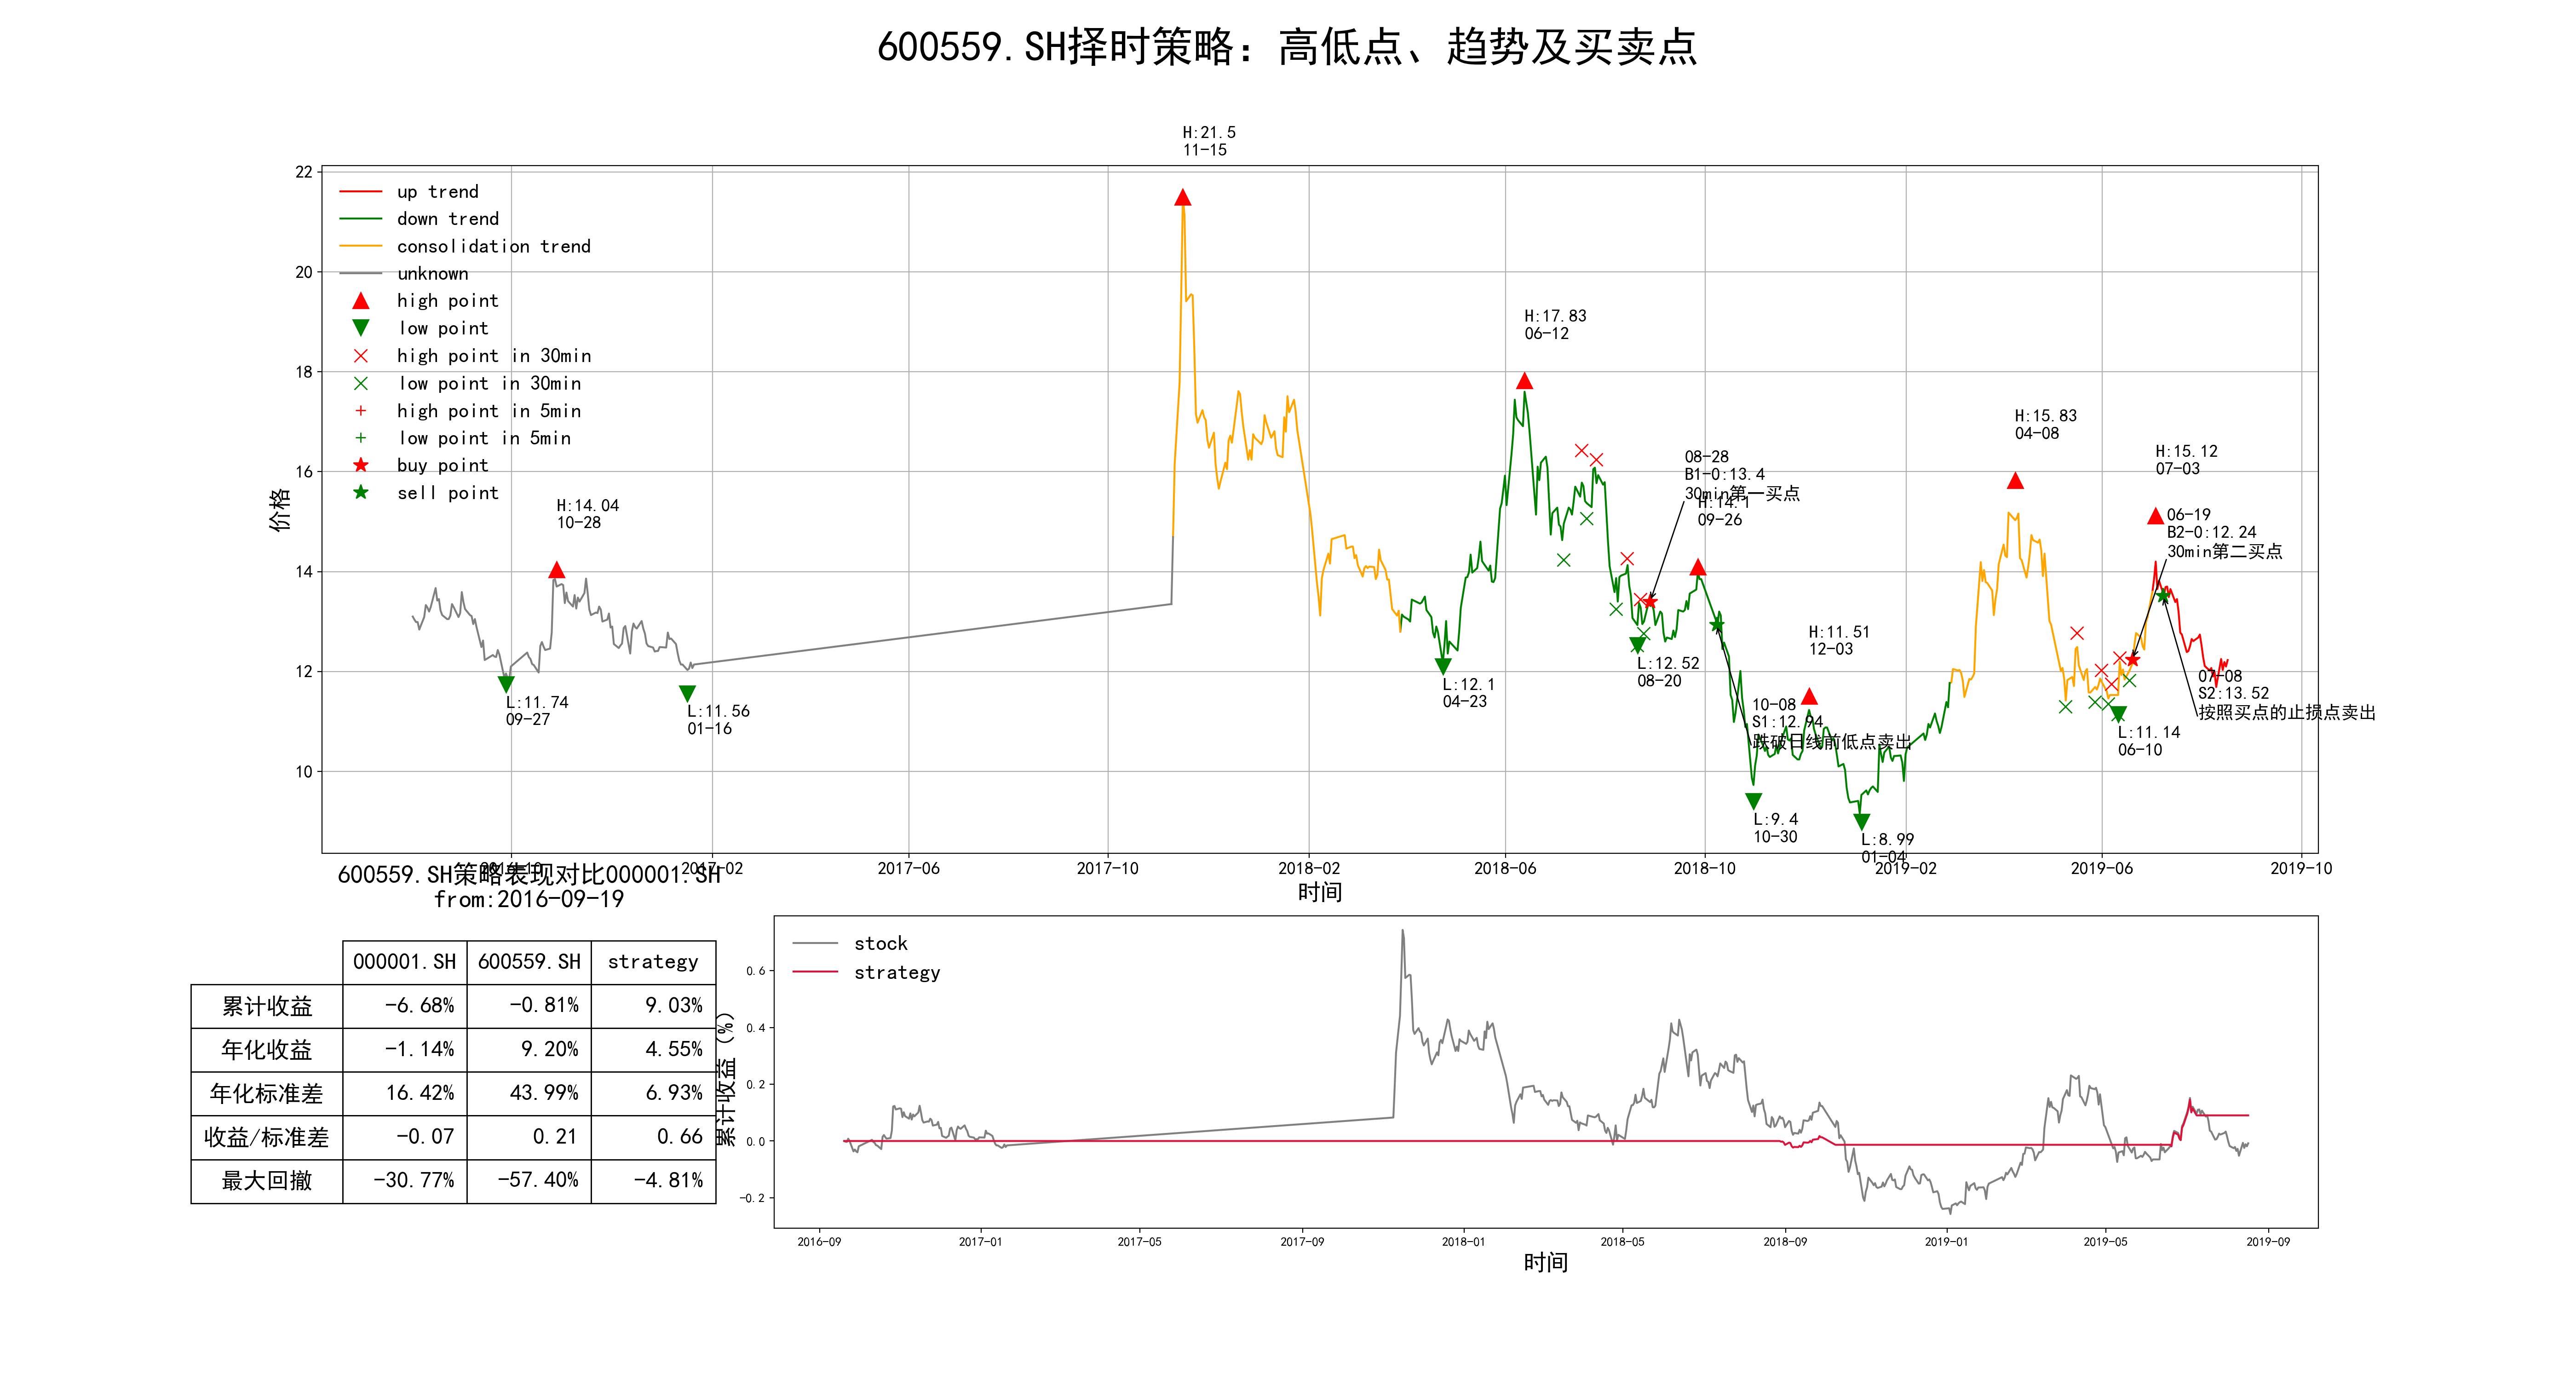 600559.SH择时策略：高低点、趋势及买卖点
H:21.5
11-15
22
20
18
16
14
12
10
价格
up trend
down trend
consolidation trend
unknown
high point
low point
high point in 30min
low point in 30min
high point in 5min
low point in 5min
buy point
sell point
H:14.04
10-28
L:11.74
09-27
L:11.56
01-16
H:17.83
06-12
L:12.1
04-23
08-28
B1-0:13.4
30min第一买点
H:14.1
09-26
L:12.52
08-20
10-08
S1:12.94
跌破日线前低点卖出
H:11.51
12-03
L:9.4
10-30
L:8.99
01-04
H:15.83
04-08
H:15.12
07-03
06-19
B2-0:12.24
30min第二买点
07-08
S2:13.52
按照买点的止损点卖出
L:11.14
06-10
2016-10
2017-02
2017-06
2017-10
2018-02
2018-06
2018-10
2019-02
2019-06
2019-10
时间
600559.SH策略表现对比000001.SH
from:2016-09-19
000001.SH 600559.SH strategy
累计收益 -6.68% -0.81% 9.03%
年化收益 -1.14% 9.20% 4.55%
年化标准差 16.42% 43.99% 6.93%
收益/标准差 -0.07 0.21 0.66
最大回撤 -30.77% -57.40% -4.81%
累计收益（%）
0.6
0.4
0.2
0.0
-0.2
stock
strategy
2016-09
2017-01
2017-05
2017-09
2018-01
2018-05
2018-09
2019-01
2019-05
2019-09
时间